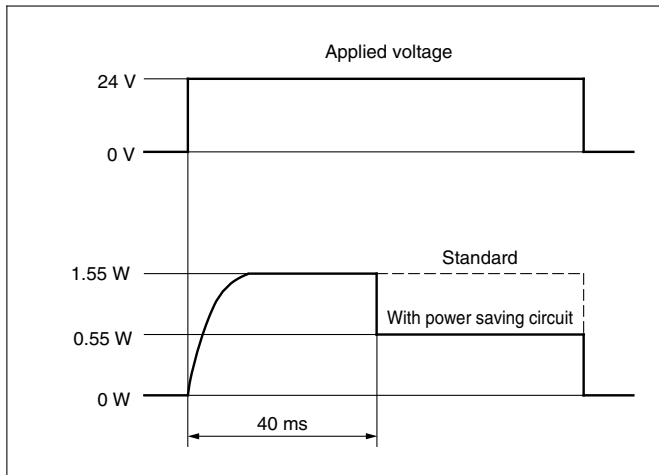 Applied voltage
24 V
0 V
1.55 W
Standard
With power saving circuit
0.55 W
0 W
40 ms